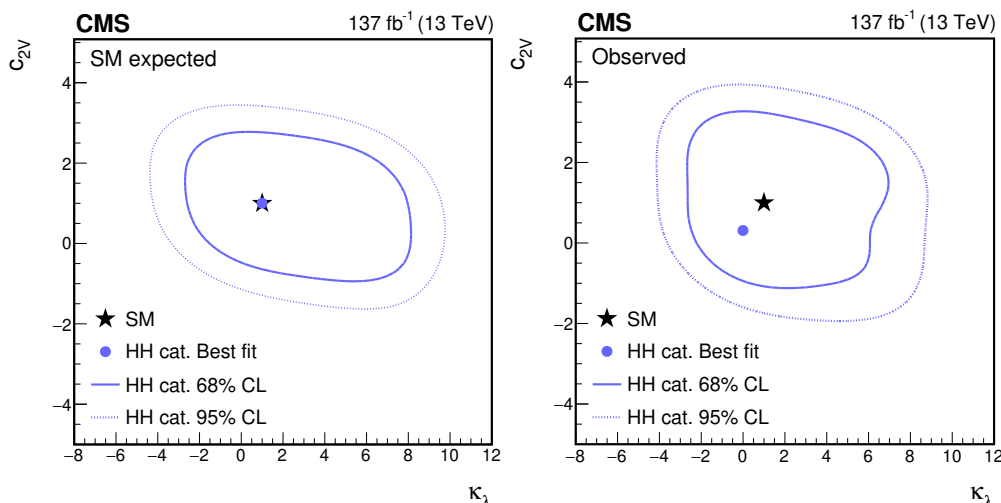 CMS 137 fb⁻¹ (13 TeV)
c₂V
SM expected
4
2
0
−2
−4
SM
HH cat. Best fit
HH cat. 68% CL
HH cat. 95% CL
−8 −6 −4 −2 0 2 4 6 8 10 12
κλ
CMS 137 fb⁻¹ (13 TeV)
c₂V
Observed
4
2
0
−2
−4
SM
HH cat. Best fit
HH cat. 68% CL
HH cat. 95% CL
−8 −6 −4 −2 0 2 4 6 8 10 12
κλ